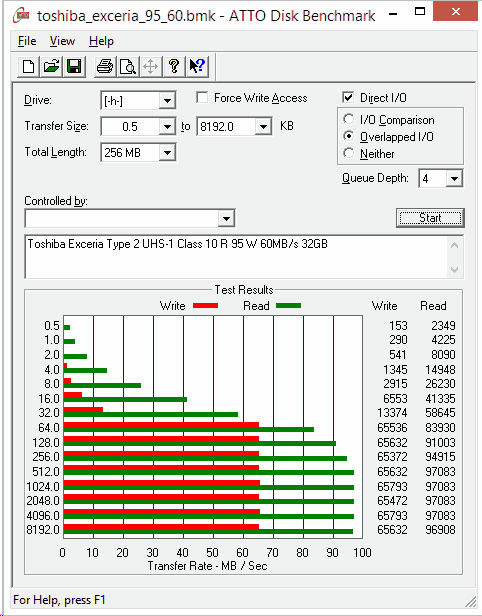 toshiba_exceria_95_60.bmk - ATTO Disk Benchmark
File View Help
Drive: [-h-] Force Write Access Direct I/O
Transfer Size: 0.5 to 8192.0 KB I/O Comparison
Overlapped I/O
Total Length: 256 MB Neither
Queue Depth: 4
Controlled by:
Start
Toshiba Exceria Type 2 UHS-1 Class 10 R 95 W 60MB/s 32GB
Test Results
Write Read Write Read
0.5 153 2349
1.0 290 4225
2.0 541 8090
4.0 1345 14948
8.0 2915 26230
16.0 6553 41335
32.0 13374 58645
64.0 65536 83930
128.0 65632 91003
256.0 65372 94915
512.0 65632 97083
1024.0 65793 97083
2048.0 65472 97083
4096.0 65793 97083
8192.0 65632 96908
0 10 20 30 40 50 60 70 80 90 100
Transfer Rate - MB / Sec
For Help, press F1